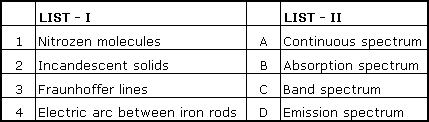 LIST - I LIST - II
1 Nitrozen molecules A Continuous spectrum
2 Incandescent solids B Absorption spectrum
3 Fraunhoffer lines C Band spectrum
4 Electric arc between iron rods D Emission spectrum